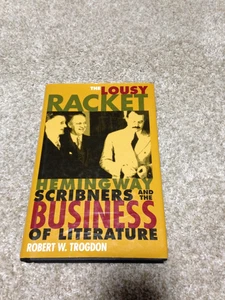 THE LOUSY
RACKET
HEMINGWAY
SCRIBNERS AND THE
BUSINESS
OF LITERATURE
ROBERT W. TROGDON